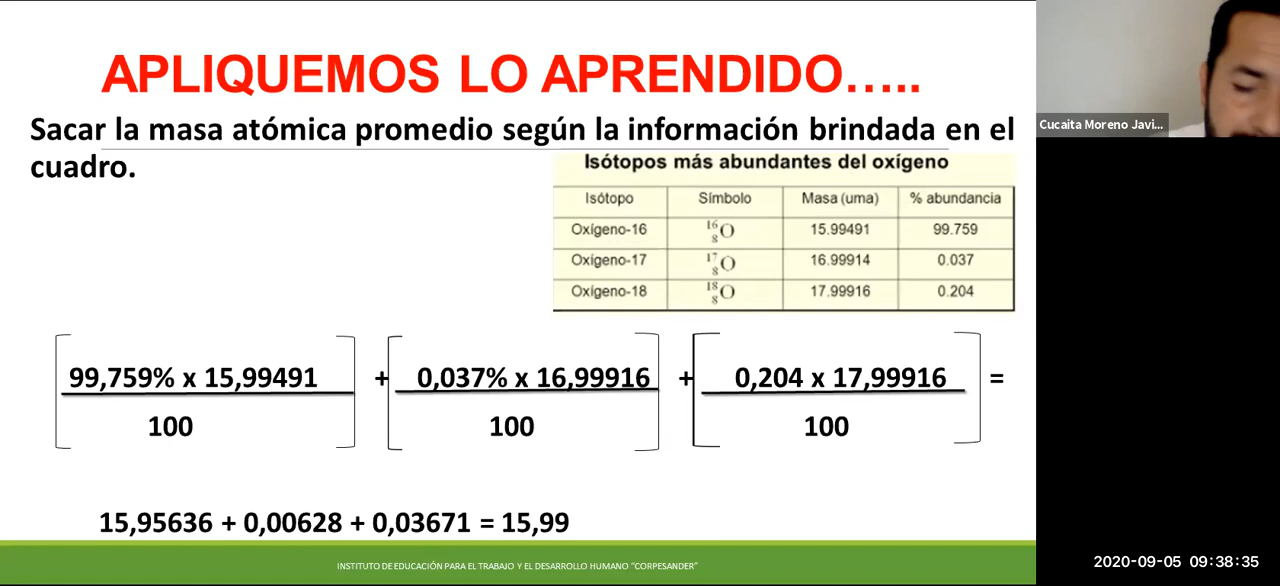 APLIQUEMOS LO APRENDIDO…..
Sacar la masa atómica promedio según la información brindada en el
cuadro.
Isótopos más abundantes del oxígeno
Isótopo Símbolo Masa (uma) % abundancia
Oxígeno-16 ¹⁶₈O 15.99491 99.759
Oxígeno-17 ¹⁷₈O 16.99914 0.037
Oxígeno-18 ¹⁸₈O 17.99916 0.204
99,759% x 15,99491 + 0,037% x 16,99916 + 0,204 x 17,99916 =
100 100 100
15,95636 + 0,00628 + 0,03671 = 15,99
INSTITUTO DE EDUCACIÓN PARA EL TRABAJO Y EL DESARROLLO HUMANO “CORPESANDER”
Cucaita Moreno Javi...
2020-09-05 09:38:35